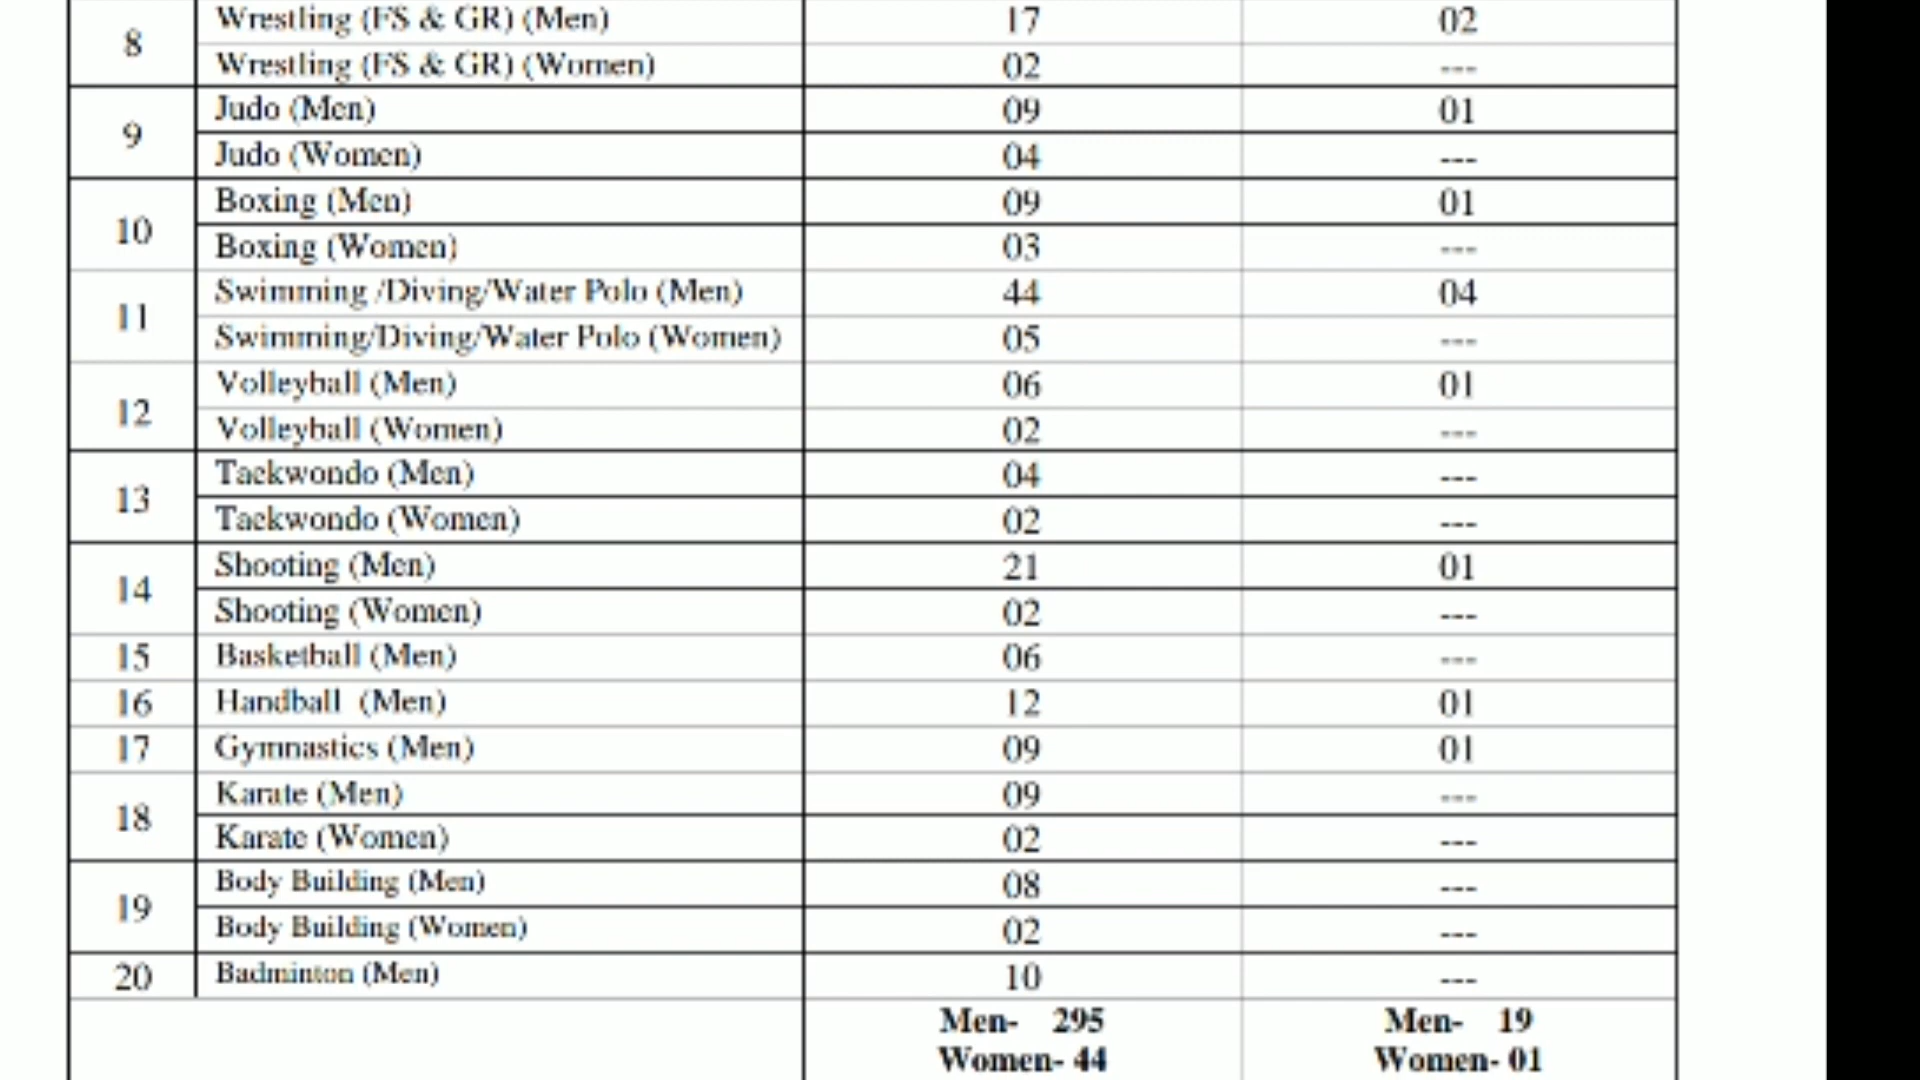 8 Wrestling (FS & GR) (Men) 17 02
Wrestling (FS & GR) (Women) 02 ---
9 Judo (Men) 09 01
Judo (Women) 04 ---
10 Boxing (Men) 09 01
Boxing (Women) 03 ---
11 Swimming /Diving/Water Polo (Men) 44 04
Swimming/Diving/Water Polo (Women) 05 ---
12 Volleyball (Men) 06 01
Volleyball (Women) 02 ---
13 Taekwondo (Men) 04 ---
Taekwondo (Women) 02 ---
14 Shooting (Men) 21 01
Shooting (Women) 02 ---
15 Basketball (Men) 06 ---
16 Handball (Men) 12 01
17 Gymnastics (Men) 09 01
18 Karate (Men) 09 ---
Karate (Women) 02 ---
19 Body Building (Men) 08 ---
Body Building (Women) 02 ---
20 Badminton (Men) 10 ---
Men- 295 Men- 19
Women- 44 Women- 01